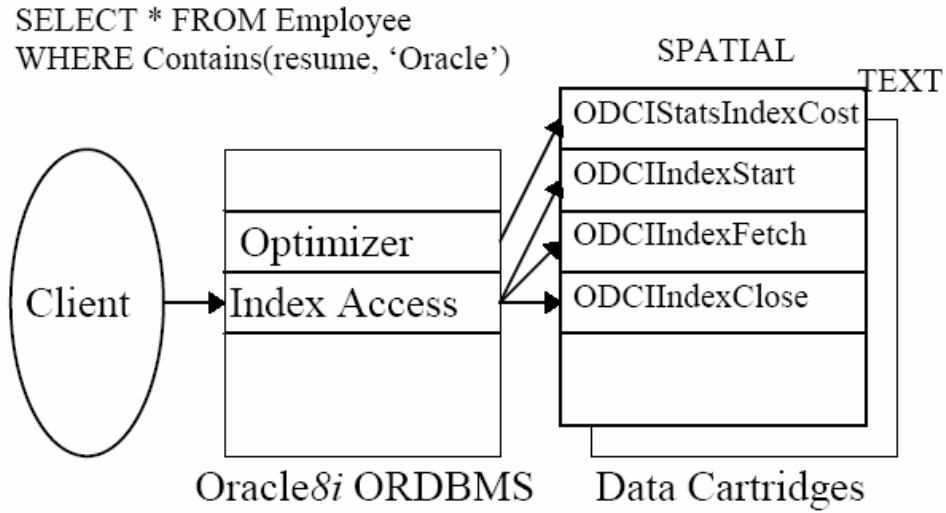 SELECT * FROM Employee
WHERE Contains(resume, ‘Oracle’)
SPATIAL
TEXT
ODCIStatsIndexCost
ODCIIndexStart
Optimizer
ODCIIndexFetch
Client
Index Access
ODCIIndexClose
Oracle8i ORDBMS
Data Cartridges